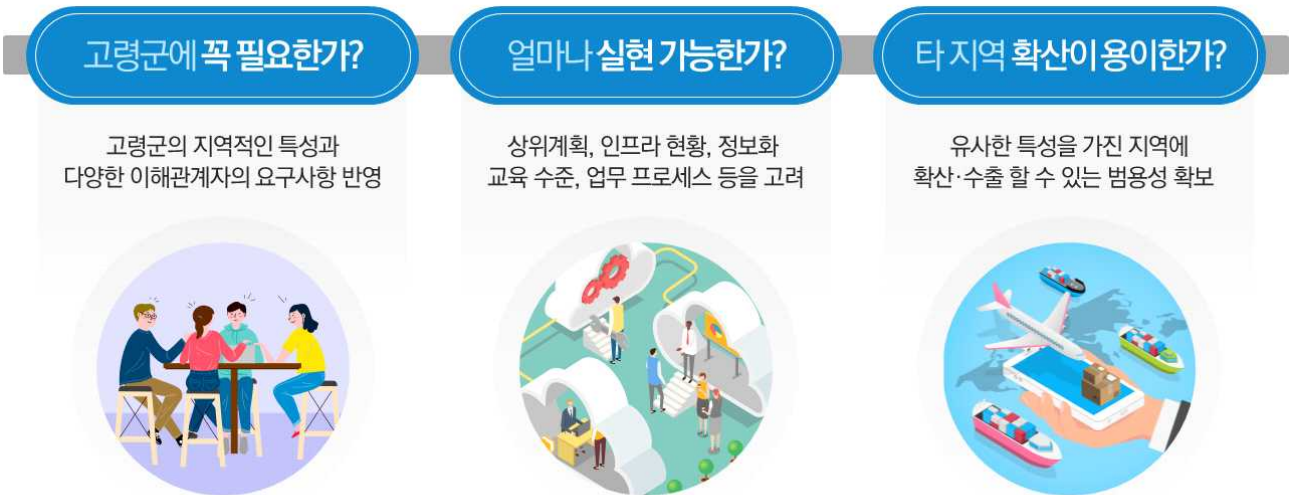 고령군에 꼭 필요한가?
고령군의 지역적인 특성과
다양한 이해관계자의 요구사항 반영
얼마나 실현 가능한가?
상위계획, 인프라 현황, 정보화
교육 수준, 업무 프로세스 등을 고려
타 지역 확산이 용이한가?
유사한 특성을 가진 지역에
확산·수출 할 수 있는 범용성 확보